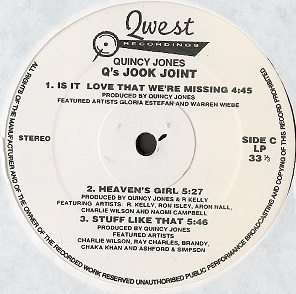 Qwest
RECORDINGS
QUINCY JONES
Q's JOOK JOINT
1. IS IT LOVE THAT WE'RE MISSING 4:45
PRODUCED BY QUINCY JONES
FEATURED ARTISTS GLORIA ESTEFAN AND WARREN WIEBE
STEREO
SIDE C
LP
33 ⅓
2. HEAVEN'S GIRL 5:27
PRODUCED BY QUINCY JONES & R KELLY
FEATURING ARTISTS: R. KELLY, RON ISLEY, ARON HALL,
CHARLIE WILSON AND NAOMI CAMPBELL
3. STUFF LIKE THAT 5:46
PRODUCED BY QUINCY JONES
FEATURED ARTISTS
CHARLIE WILSON, RAY CHARLES, BRANDY,
CHAKA KHAN AND ASHFORD & SIMPSON
ALL RIGHTS OF THE MANUFACTURER AND OF THE OWNER OF THE RECORDED WORK RESERVED UNAUTHORISED PUBLIC PERFORMANCE BROADCASTING AND COPYING OF THIS RECORD PROHIBITED